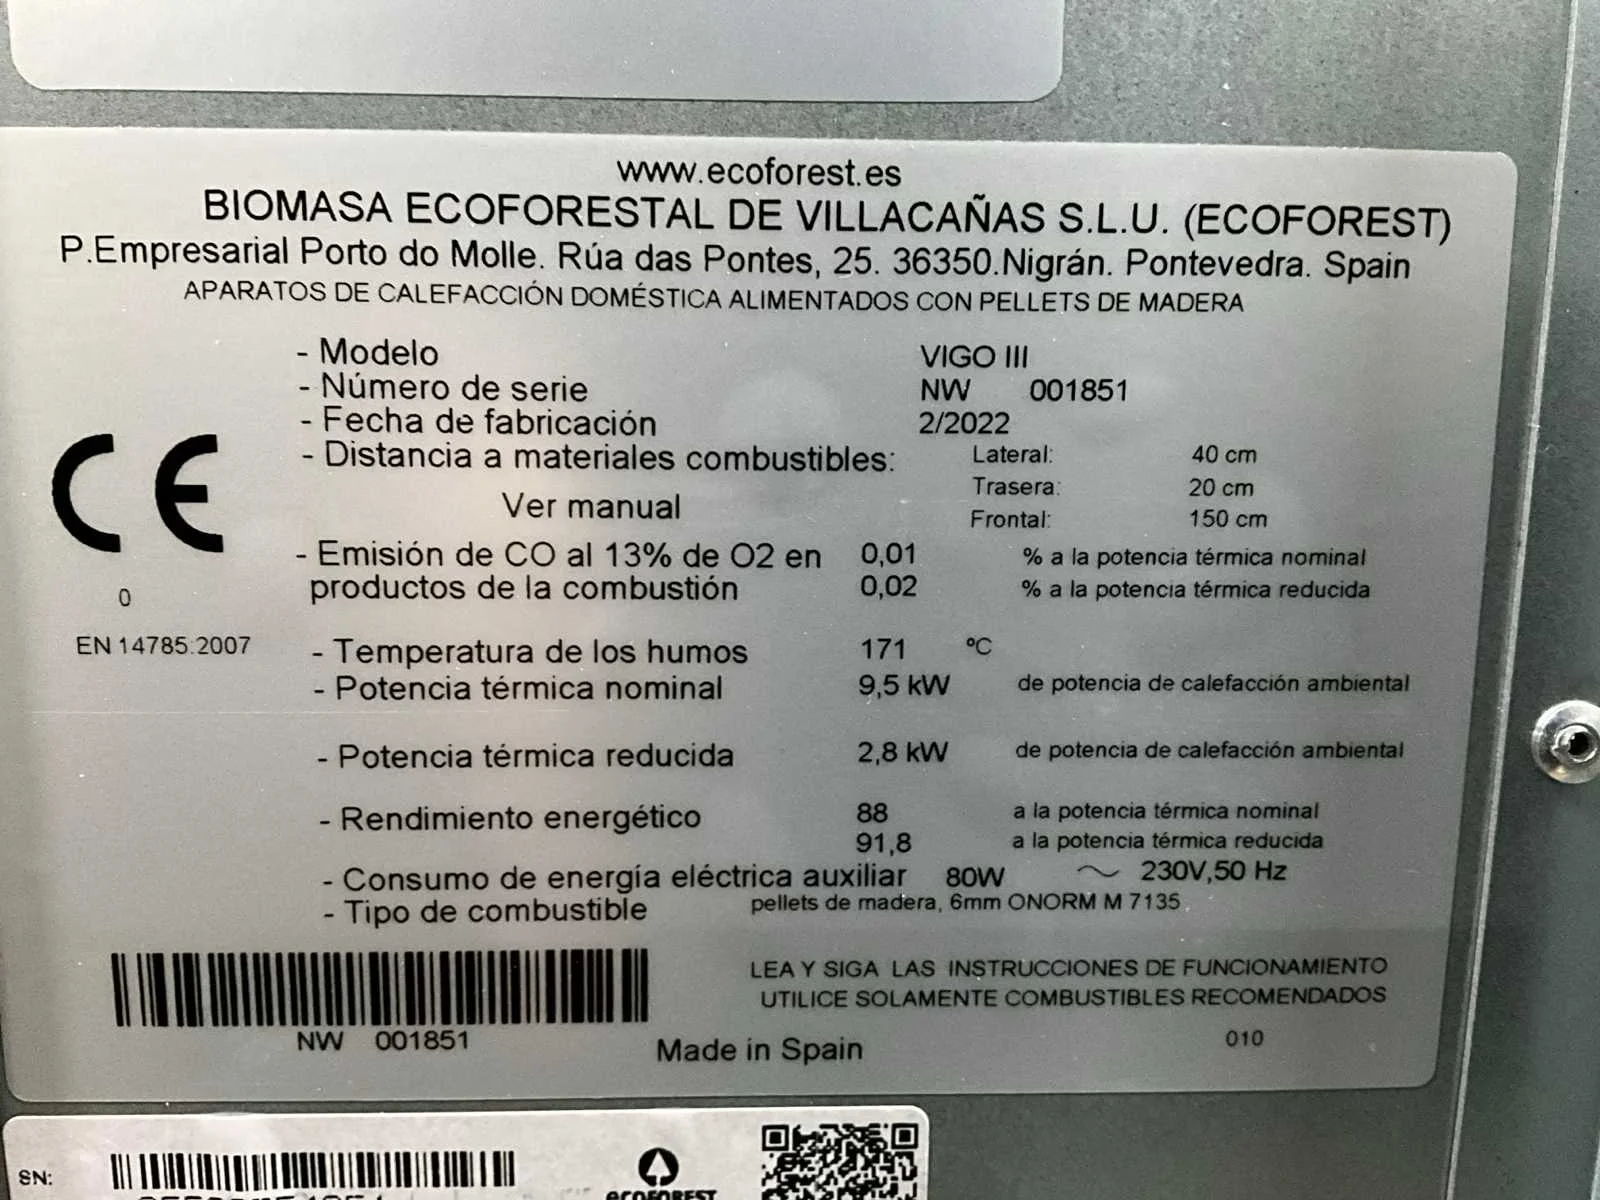 www.ecoforest.es
BIOMASA ECOFORESTAL DE VILLACAÑAS S.L.U. (ECOFOREST)
P.Empresarial Porto do Molle. Rúa das Pontes, 25. 36350.Nigrán. Pontevedra. Spain
APARATOS DE CALEFACCIÓN DOMÉSTICA ALIMENTADOS CON PELLETS DE MADERA
- Modelo VIGO III
- Número de serie NW 001851
- Fecha de fabricación 2/2022
- Distancia a materiales combustibles: Lateral: 40 cm
Trasera: 20 cm
Ver manual
Frontal: 150 cm
CE
- Emisión de CO al 13% de O2 en 0,01 % a la potencia térmica nominal
productos de la combustión 0,02 % a la potencia térmica reducida
0
EN 14785:2007
- Temperatura de los humos 171 ºC
- Potencia térmica nominal 9,5 kW de potencia de calefacción ambiental
- Potencia térmica reducida 2,8 kW de potencia de calefacción ambiental
- Rendimiento energético 88 a la potencia térmica nominal
91,8 a la potencia térmica reducida
- Consumo de energía eléctrica auxiliar 80W ~ 230V,50 Hz
- Tipo de combustible pellets de madera, 6mm ONORM M 7135
LEA Y SIGA LAS INSTRUCCIONES DE FUNCIONAMIENTO
UTILICE SOLAMENTE COMBUSTIBLES RECOMENDADOS
NW 001851
Made in Spain
010
SN:
ecoforest